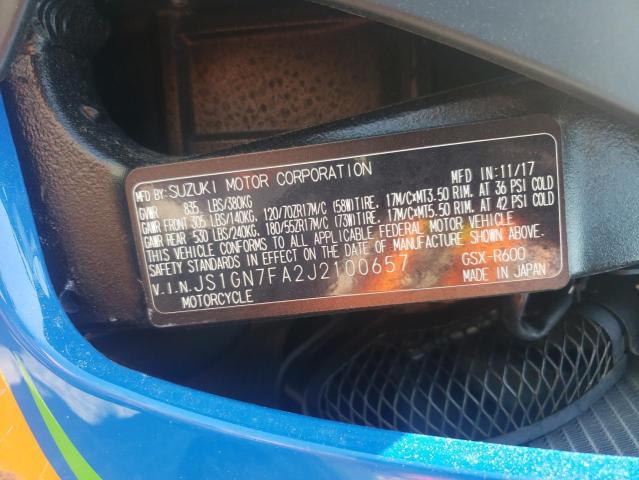 MFD BY: SUZUKI MOTOR CORPORATION MFD IN: 11/17
GVWR 835 LBS/380KG
GAWR FRONT 305 LBS/140KG, 120/70ZR17M/C (58W)TIRE, 17M/C×MT3.50 RIM. AT 36 PSI COLD
GAWR REAR 530 LBS/240KG, 180/55ZR17M/C (73W)TIRE, 17M/C×MT5.50 RIM. AT 42 PSI COLD
THIS VEHICLE CONFORMS TO ALL APPLICABLE FEDERAL MOTOR VEHICLE
SAFETY STANDARDS IN EFFECT ON THE DATE OF MANUFACTURE SHOWN ABOVE.
V.I.N. JS1GN7FA2J2100657 GSX-R600
MOTORCYCLE MADE IN JAPAN